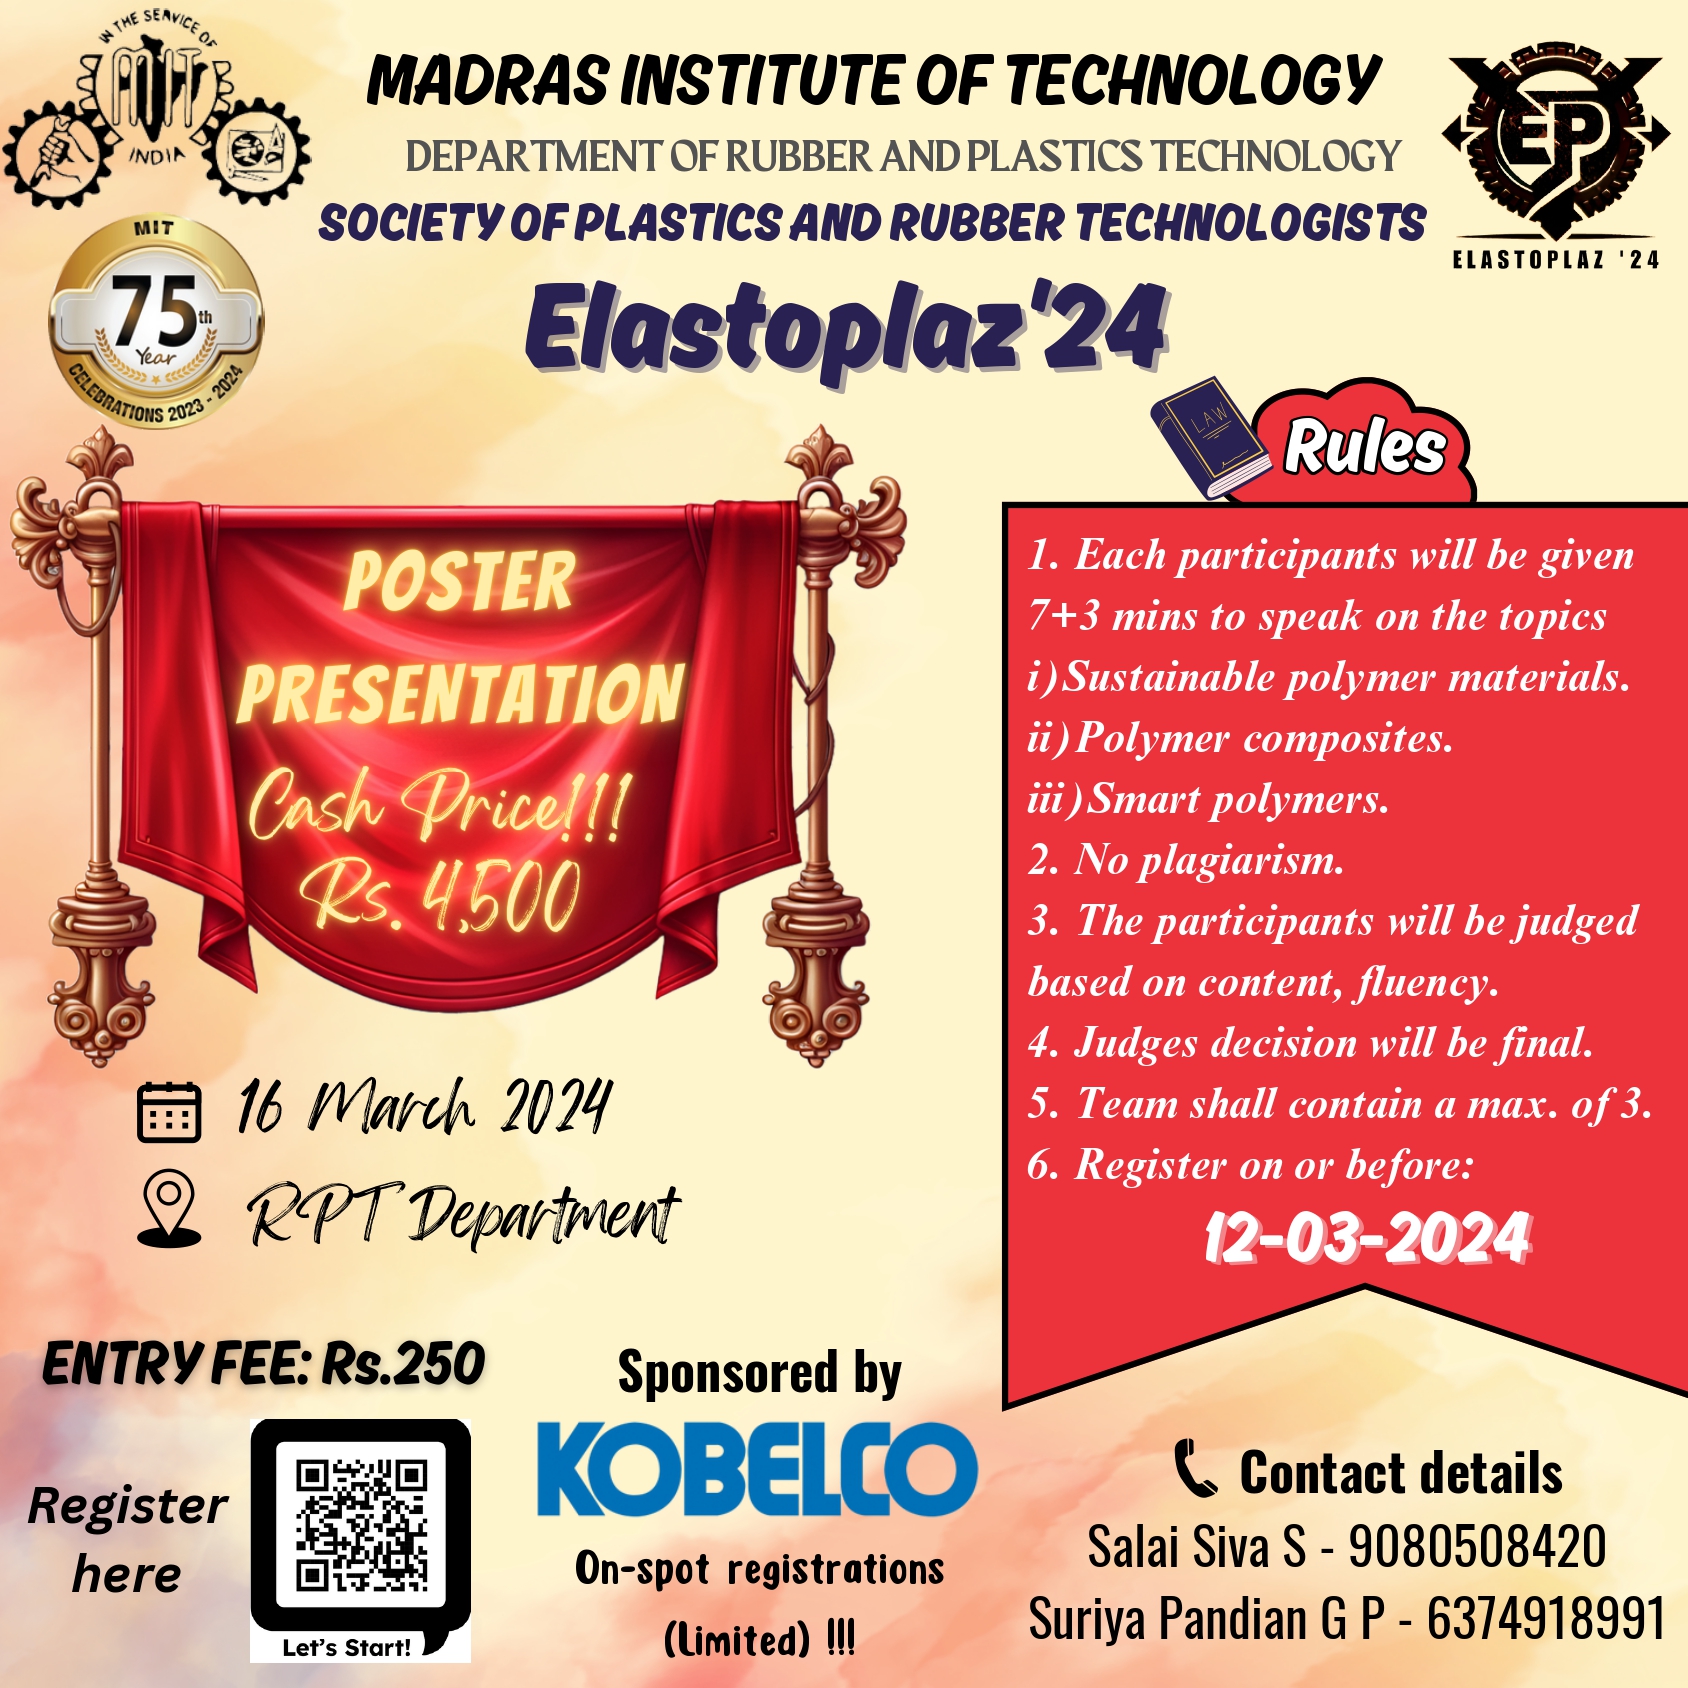 IN THE SERVICE OF
MIT
INDIA
MADRAS INSTITUTE OF TECHNOLOGY
DEPARTMENT OF RUBBER AND PLASTICS TECHNOLOGY
SOCIETY OF PLASTICS AND RUBBER TECHNOLOGISTS
EP
ELASTOPLAZ '24
MIT
75th
Year
CELEBRATIONS 2023 - 2024
Elastoplaz'24
POSTER
PRESENTATION
Cash Price!!!
Rs. 4,500
16 March 2024
RPT Department
LAW
Rules
1. Each participants will be given
7+3 mins to speak on the topics
i)Sustainable polymer materials.
ii)Polymer composites.
iii)Smart polymers.
2. No plagiarism.
3. The participants will be judged
based on content, fluency.
4. Judges decision will be final.
5. Team shall contain a max. of 3.
6. Register on or before:
12-03-2024
ENTRY FEE: Rs.250
Register
here
Let's Start!
Sponsored by
KOBELCO
On-spot registrations
(Limited) !!!
Contact details
Salai Siva S - 9080508420
Suriya Pandian G P - 6374918991